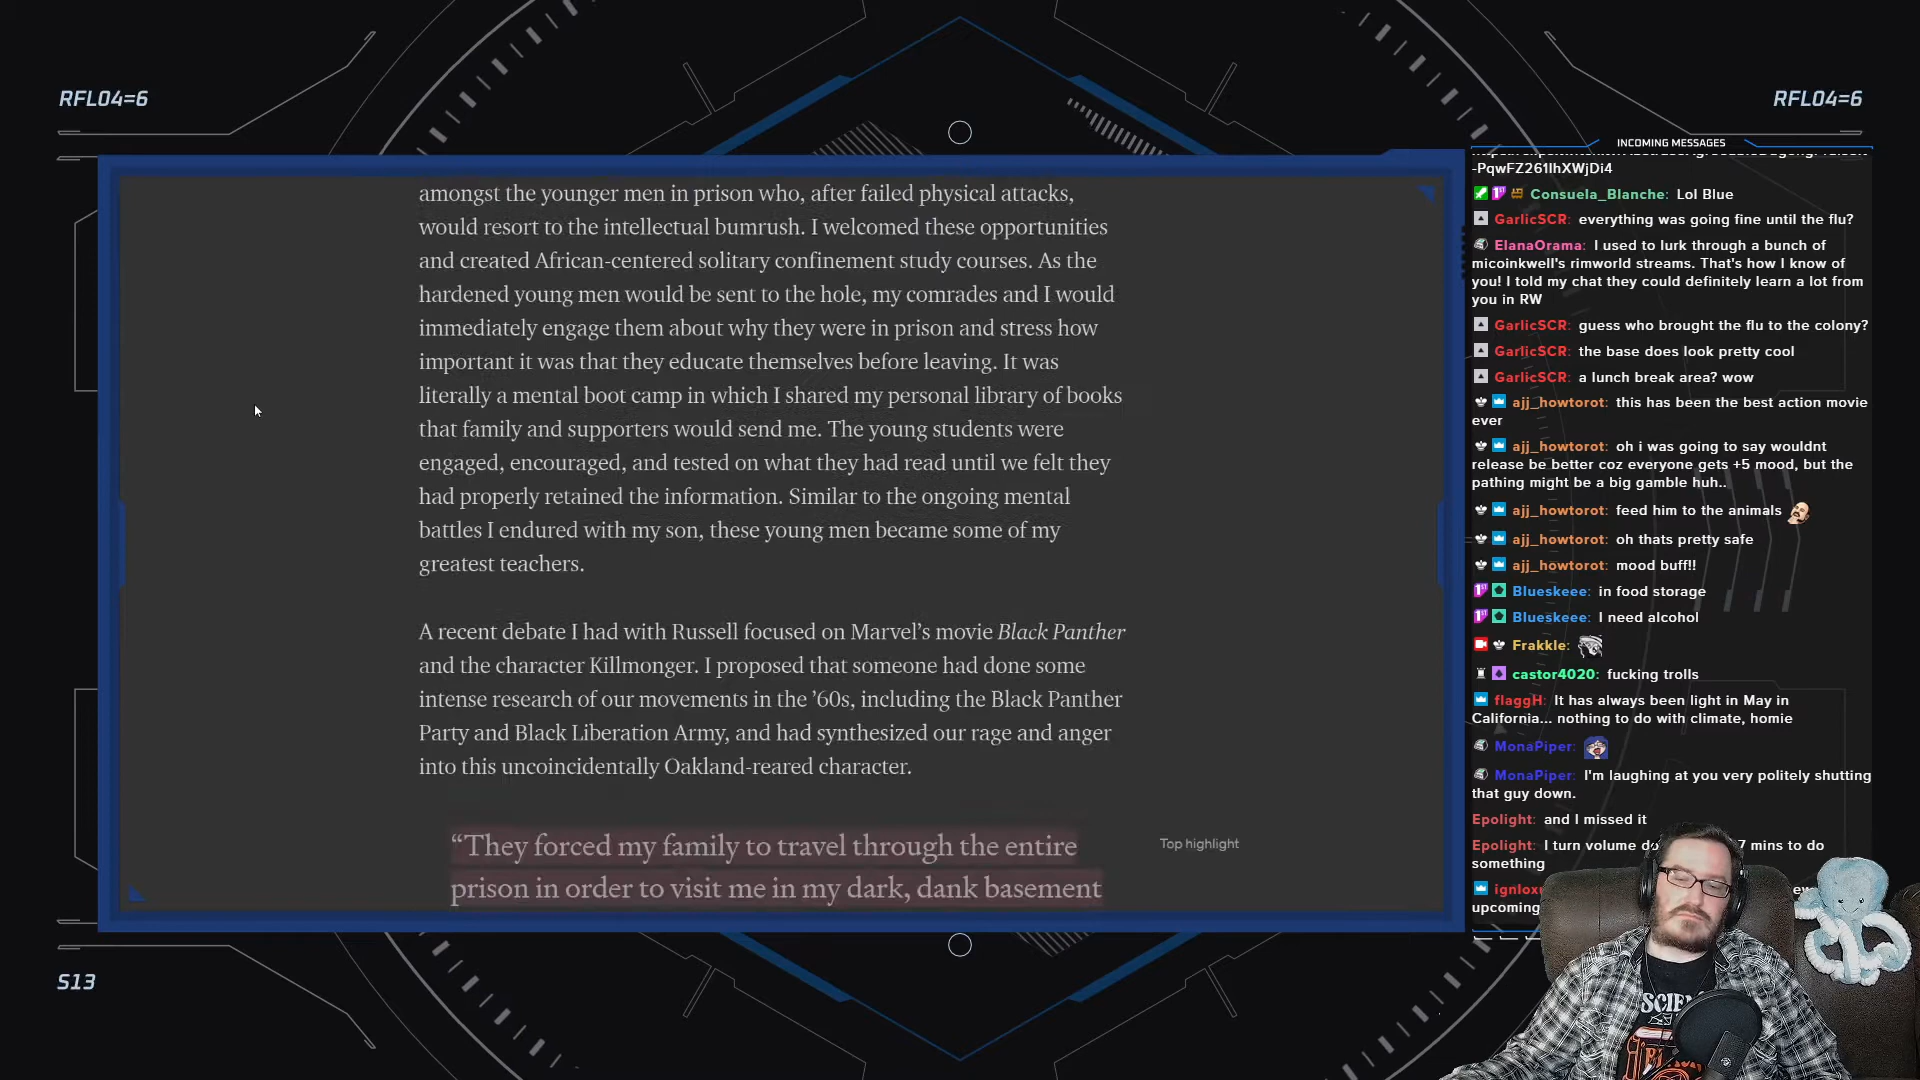 RFL04=6
RFL04=6
INCOMING MESSAGES
amongst the younger men in prison who, after failed physical attacks,
would resort to the intellectual bumrush. I welcomed these opportunities
and created African-centered solitary confinement study courses. As the
hardened young men would be sent to the hole, my comrades and I would
immediately engage them about why they were in prison and stress how
important it was that they educate themselves before leaving. It was
literally a mental boot camp in which I shared my personal library of books
that family and supporters would send me. The young students were
engaged, encouraged, and tested on what they had read until we felt they
had properly retained the information. Similar to the ongoing mental
battles I endured with my son, these young men became some of my
greatest teachers.
A recent debate I had with Russell focused on Marvel’s movie Black Panther
and the character Killmonger. I proposed that someone had done some
intense research of our movements in the ’60s, including the Black Panther
Party and Black Liberation Army, and had synthesized our rage and anger
into this uncoincidentally Oakland-reared character.
“They forced my family to travel through the entire
prison in order to visit me in my dark, dank basement
Top highlight
Consuela_Blanche: Lol Blue
GarlicSCR: everything was going fine until the flu?
ElanaOrama: I used to lurk through a bunch of
micoinkwell's rimworld streams. That's how I know of
you! I told my chat they could definitely learn a lot from
you in RW
GarlicSCR: guess who brought the flu to the colony?
GarlicSCR: the base does look pretty cool
GarlicSCR: a lunch break area? wow
ajj_howtorot: this has been the best action movie
ever
ajj_howtorot: oh i was going to say wouldnt
release be better coz everyone gets +5 mood, but the
pathing might be a big gamble huh..
ajj_howtorot: feed him to the animals
ajj_howtorot: oh thats pretty safe
ajj_howtorot: mood buff!!
Blueskeee: in food storage
Blueskeee: I need alcohol
Frakkle:
castor4020: fucking trolls
flaggH: It has always been light in May in
California... nothing to do with climate, homie
MonaPiper:
MonaPiper: I'm laughing at you very politely shutting
that guy down.
Epolight: and I missed it
Epolight: I turn volume 7 mins to do
something
upcoming
S13